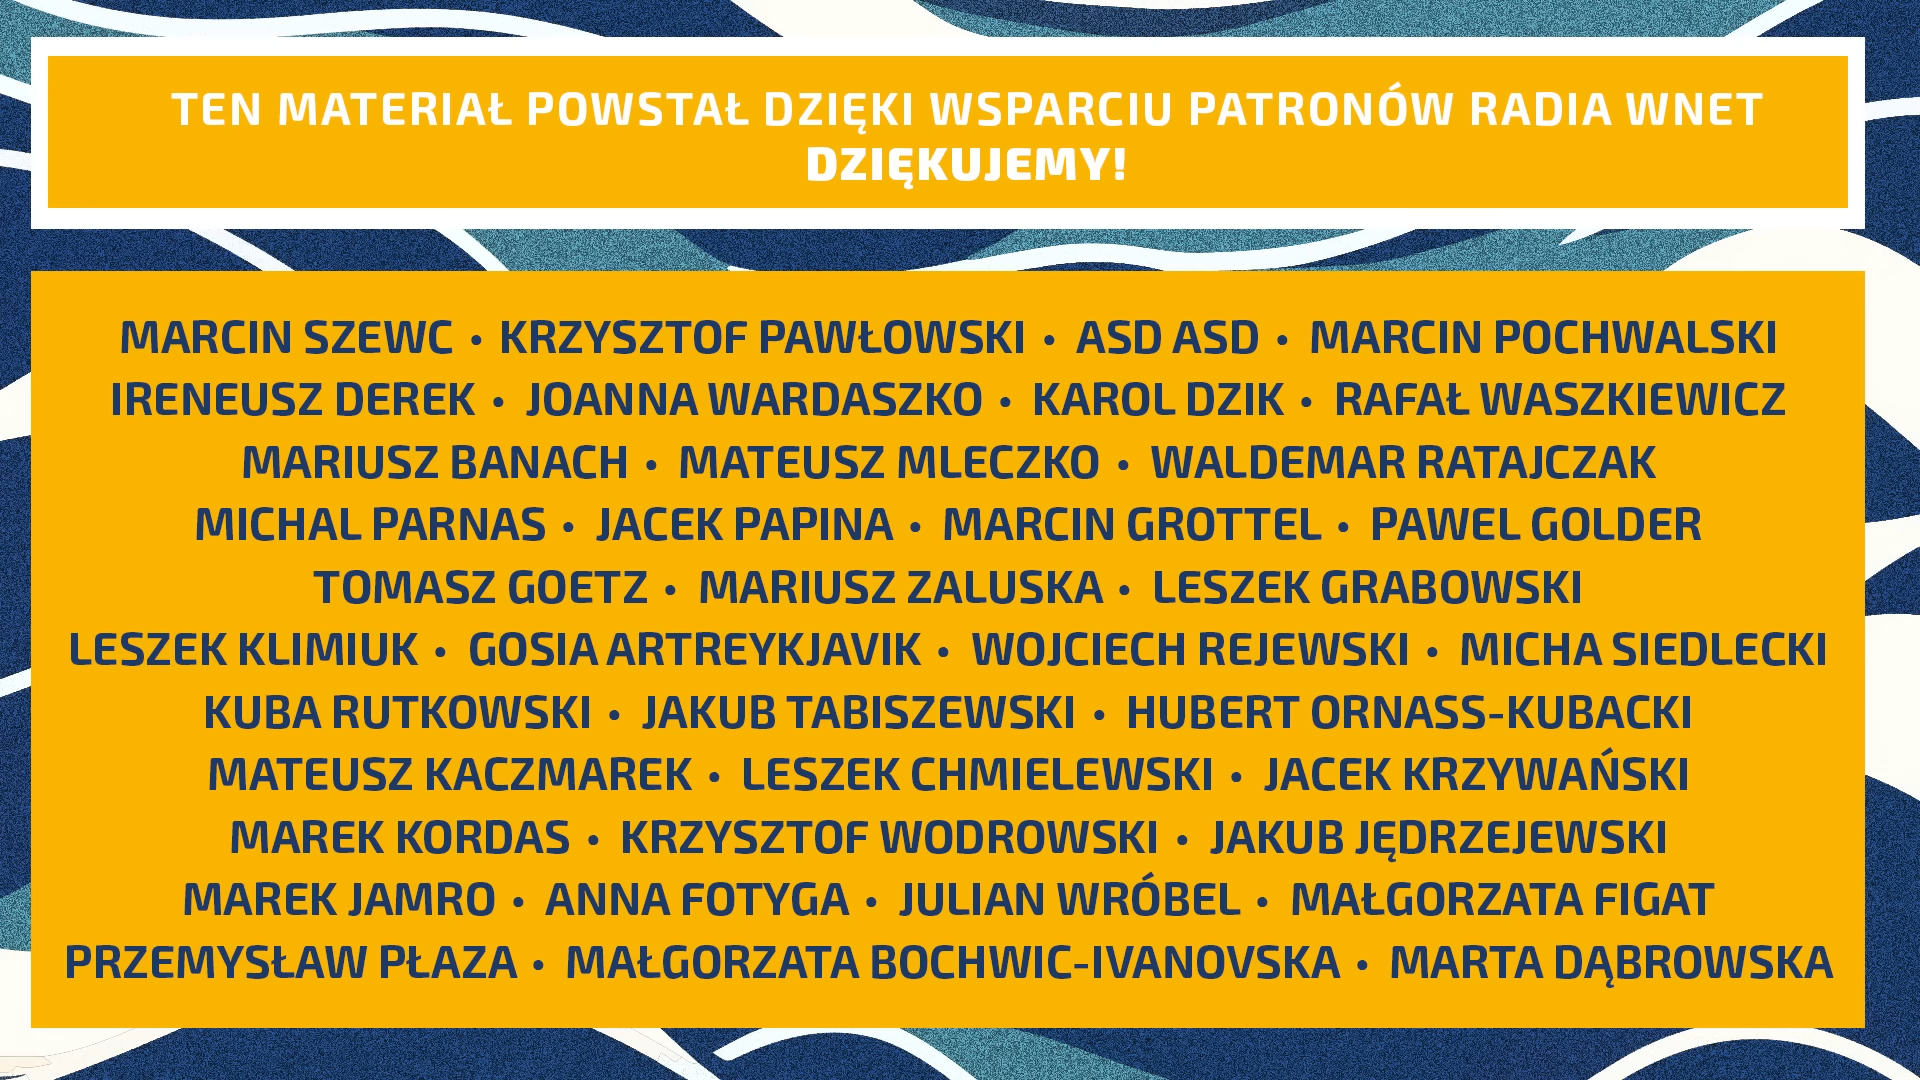 TEN MATERIAŁ POWSTAŁ DZIĘKI WSPARCIU PATRONÓW RADIA WNET
DZIĘKUJEMY!
MARCIN SZEWC • KRZYSZTOF PAWŁOWSKI • ASD ASD • MARCIN POCHWALSKI
IRENEUSZ DEREK • JOANNA WARDASZKO • KAROL DZIK • RAFAŁ WASZKIEWICZ
MARIUSZ BANACH • MATEUSZ MLECZKO • WALDEMAR RATAJCZAK
MICHAL PARNAS • JACEK PAPINA • MARCIN GROTTEL • PAWEL GOLDER
TOMASZ GOETZ • MARIUSZ ZALUSKA • LESZEK GRABOWSKI
LESZEK KLIMIUK • GOSIA ARTREYKJAVIK • WOJCIECH REJEWSKI • MICHA SIEDLECKI
KUBA RUTKOWSKI • JAKUB TABISZEWSKI • HUBERT ORNASS-KUBACKI
MATEUSZ KACZMAREK • LESZEK CHMIELEWSKI • JACEK KRZYWAŃSKI
MAREK KORDAS • KRZYSZTOF WODROWSKI • JAKUB JĘDRZEJEWSKI
MAREK JAMRO • ANNA FOTYGA • JULIAN WRÓBEL • MAŁGORZATA FIGAT
PRZEMYSŁAW PŁAZA • MAŁGORZATA BOCHWIC-IVANOVSKA • MARTA DĄBROWSKA